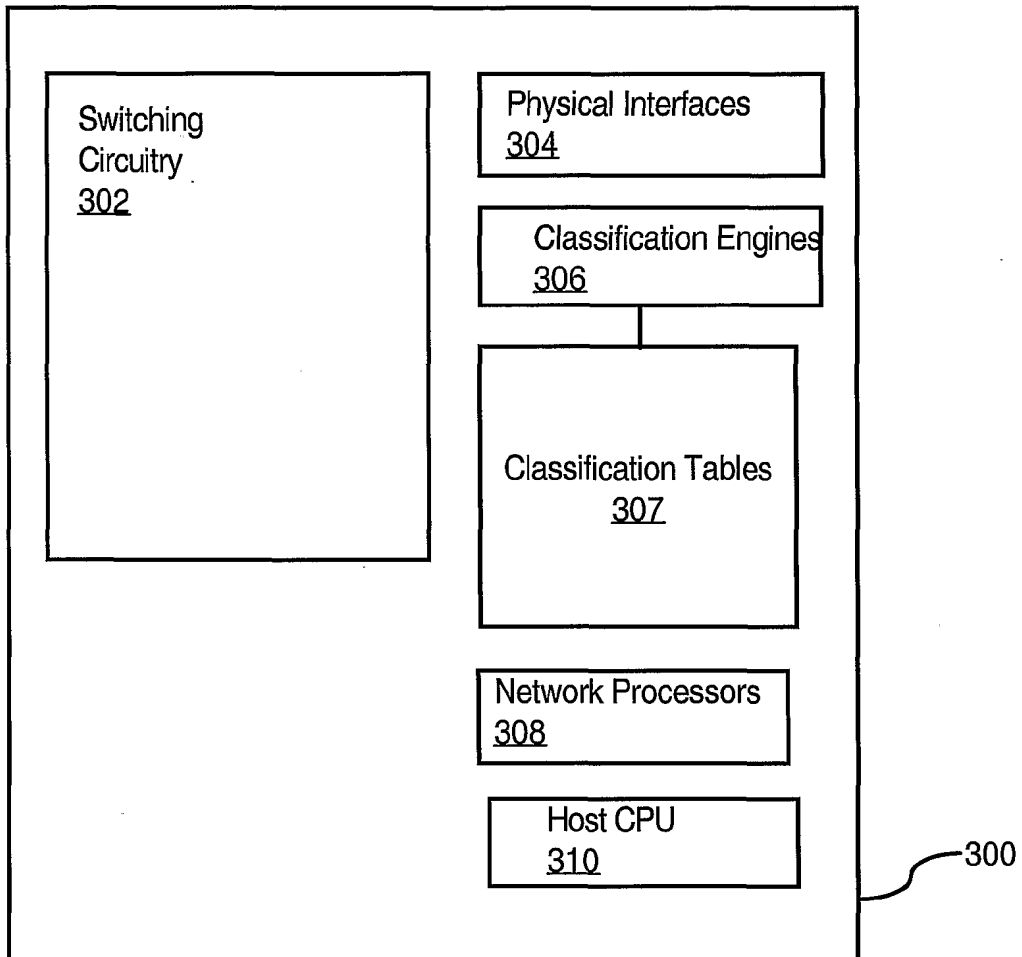 Switching
Circuitry
302
Physical Interfaces
304
Classification Engines
306
Classification Tables
307
Network Processors
308
Host CPU
310
300